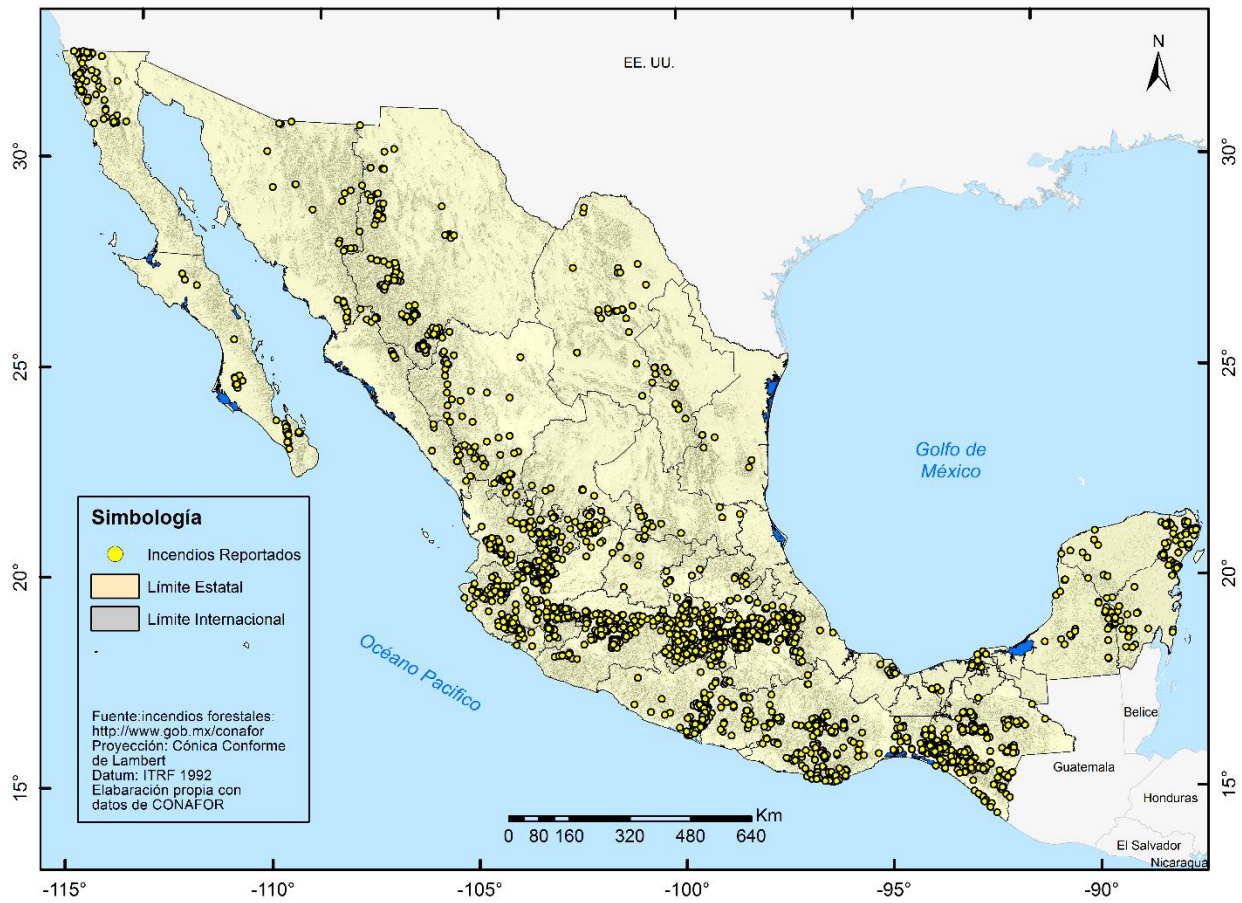 EE. UU.
N
30°
30°
25°
25°
Golfo de
México
Simbología
Incendios Reportados
Límite Estatal
Límite Internacional
20°
20°
Océano Pacifico
Fuente:incendios forestales:
http://www.gob.mx/conafor
Proyección: Cónica Conforme
de Lambert
Datum: ITRF 1992
Elabaración propia con
datos de CONAFOR
Belice
Guatemala
15°
15°
Honduras
Km
0 80 160 320 480 640
El Salvador
Nicaragua
-115° -110° -105° -100° -95° -90°